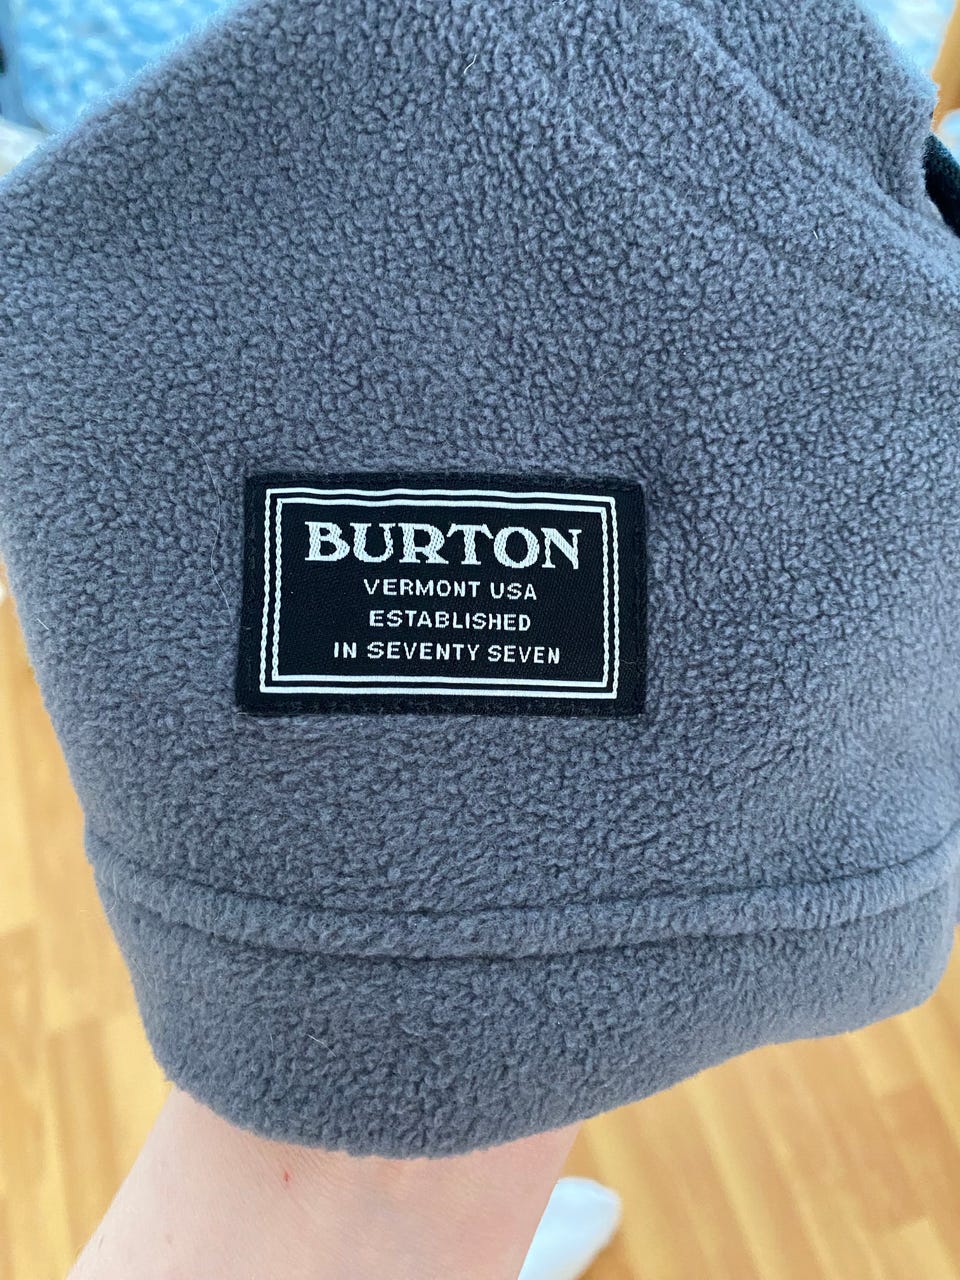 BURTON
VERMONT USA
ESTABLISHED
IN SEVENTY SEVEN